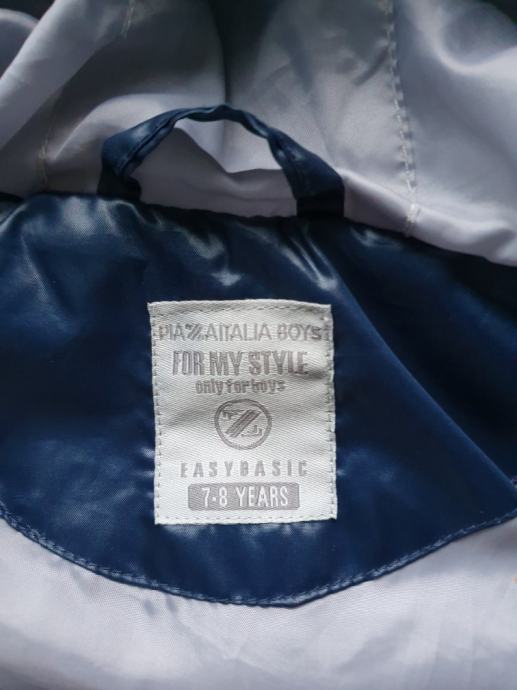 PIAZZAITALIA BOYS
FOR MY STYLE
only for boys
EASYBASIC
7-8 YEARS